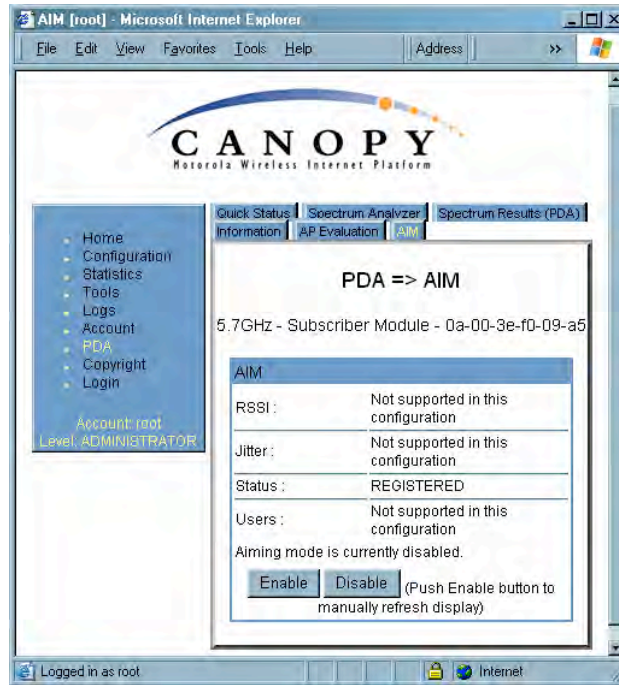 AIM [root] - Microsoft Internet Explorer
File Edit View Favorites Tools Help Address »
CANOPY
Motorola Wireless Internet Platform
Home
Configuration
Statistics
Tools
Logs
Account
PDA
Copyright
Login
Account: root
Level: ADMINISTRATOR
Quick Status Spectrum Analyzer Spectrum Results (PDA)
Information AP Evaluation AIM
PDA => AIM
5.7GHz - Subscriber Module - 0a-00-3e-f0-09-a5
AIM
RSSI : Not supported in this
configuration
Jitter : Not supported in this
configuration
Status : REGISTERED
Users : Not supported in this
configuration
Aiming mode is currently disabled.
Enable Disable (Push Enable button to
manually refresh display)
Logged in as root Internet